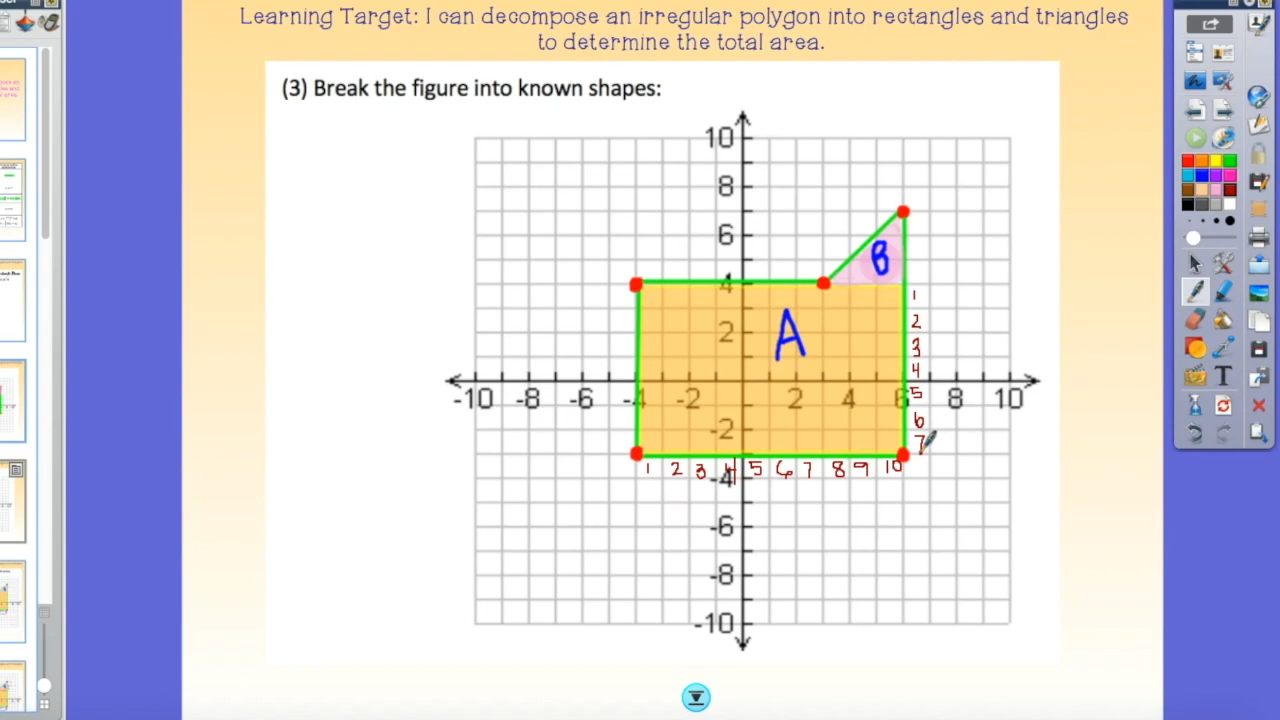 Learning Target: I can decompose an irregular polygon into rectangles and triangles
to determine the total area.
(3) Break the figure into known shapes:
10
8
6
B
4
1
2
A
2
3
4
-10 -8 -6 -4 -2 2 4 6 8 10
5
-2
6
7
1 2 3 4 5 6 7 8 9 10
-4
-6
-8
-10
T